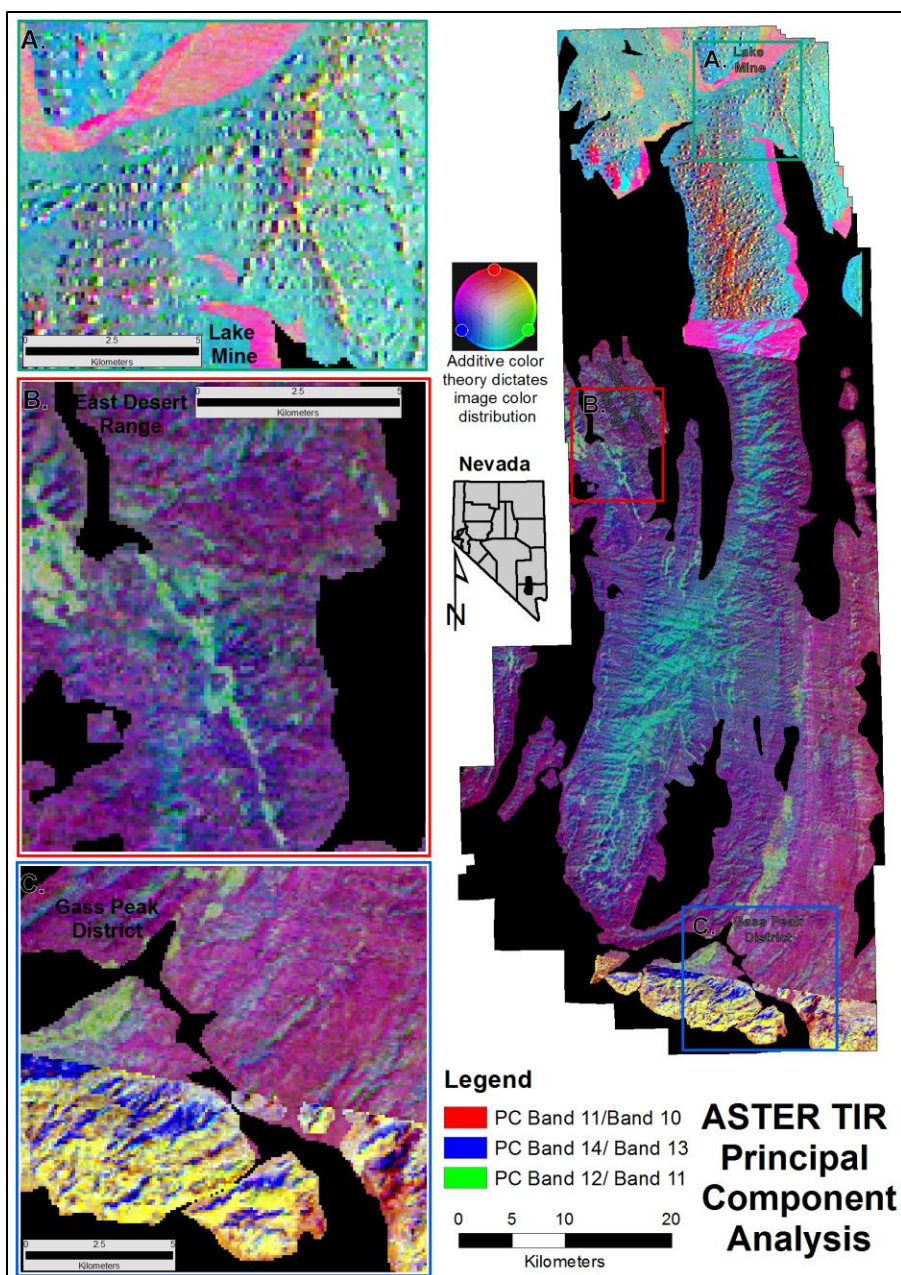 A.
0 2.5 5
Kilometers
Lake
Mine
B.
East Desert
Range
0 2.5 5
Kilometers
C.
Gass Peak
District
0 2.5 5
Kilometers
Additive color
theory dictates
image color
distribution
Nevada
N
A.
Lake
Mine
B.
C.
Gass Peak
District
Legend
PC Band 11/Band 10
PC Band 14/ Band 13
PC Band 12/ Band 11
0 5 10 20
Kilometers
ASTER TIR
Principal
Component
Analysis